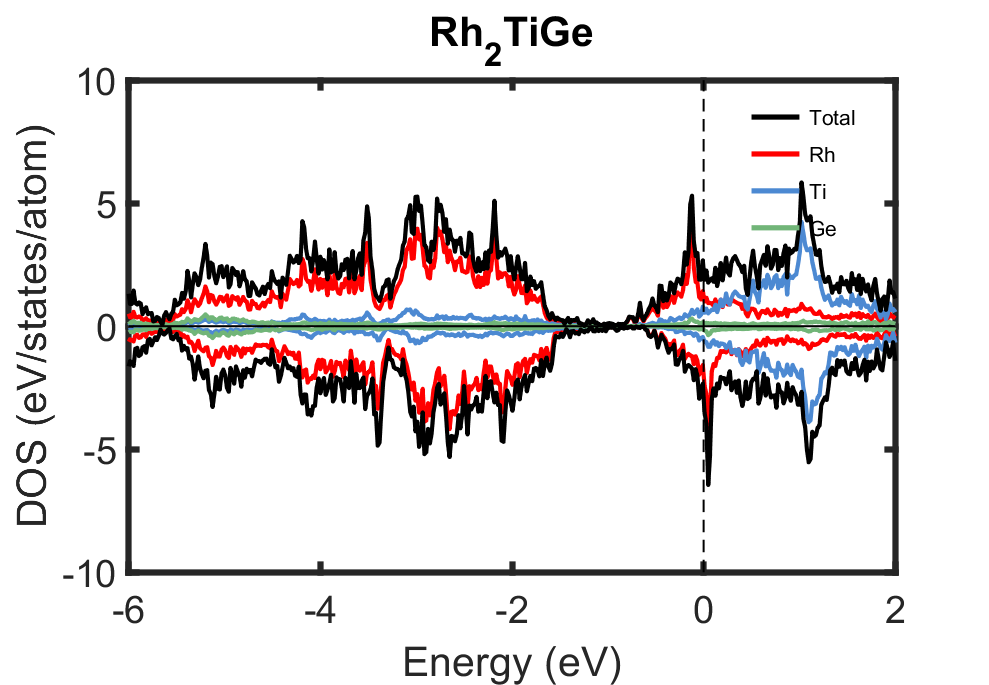 Rh2TiGe
10
5
0
-5
-10
DOS (eV/states/atom)
Total
Rh
Ti
Ge
-6
-4
-2
0
2
Energy (eV)